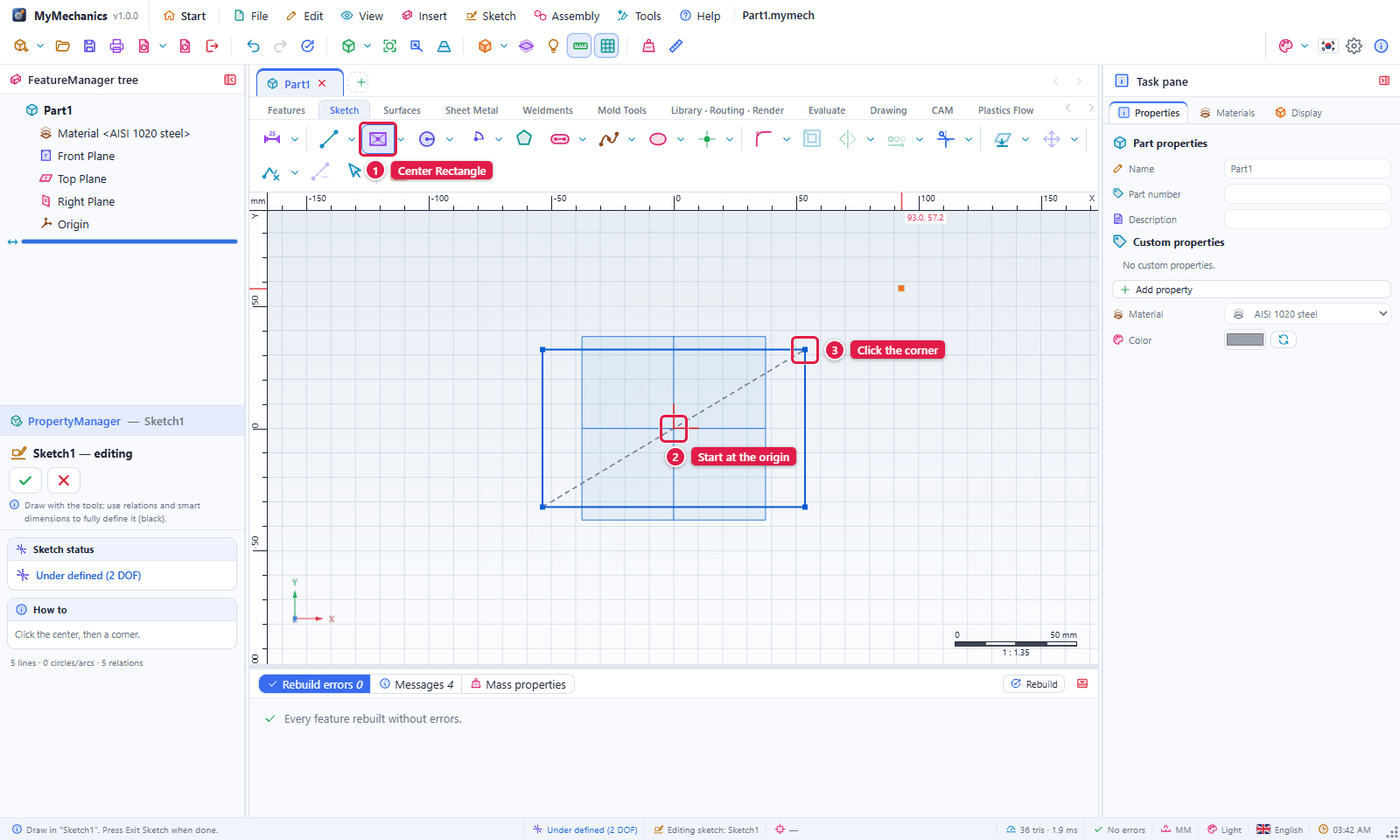 MyMechanics v1.0.0 Start File Edit View Insert Sketch Assembly Tools Help Part1.mymech
FeatureManager tree
Part1
Material <AISI 1020 steel>
Front Plane
Top Plane
Right Plane
Origin
PropertyManager — Sketch1
Sketch1 — editing
Draw with the tools; use relations and smart
dimensions to fully define it (black).
Sketch status
Under defined (2 DOF)
How to
Click the center, then a corner.
5 lines · 0 circles/arcs · 5 relations
Part1
Features Sketch Surfaces Sheet Metal Weldments Mold Tools Library · Routing · Render Evaluate Drawing CAM Plastics Flow
25
1 Center Rectangle
mm -150 -100 -50 0 50 100 150 X
Y
93.0, 57.2
50
3 Click the corner
0
2 Start at the origin
-50
Y
X
0 50 mm
1 : 1.35
Rebuild errors 0 Messages 4 Mass properties Rebuild
Every feature rebuilt without errors.
Task pane
Properties Materials Display
Part properties
Name Part1
Part number
Description
Custom properties
No custom properties.
Add property
Material AISI 1020 steel
Color
Draw in "Sketch1". Press Exit Sketch when done. Under defined (2 DOF) Editing sketch: Sketch1 — 36 tris · 1.9 ms No errors MM Light English 03:42 AM